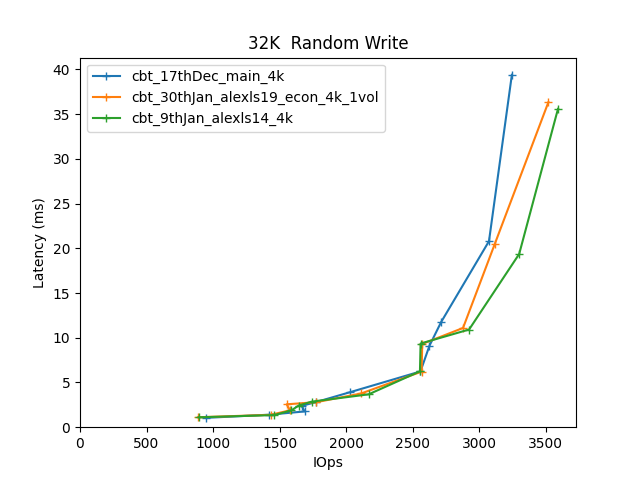 32K  Random Write
cbt_17thDec_main_4k
cbt_30thJan_alexls19_econ_4k_1vol
cbt_9thJan_alexls14_4k
Latency (ms)
40
35
30
25
20
15
10
5
0
0 500 1000 1500 2000 2500 3000 3500
IOps